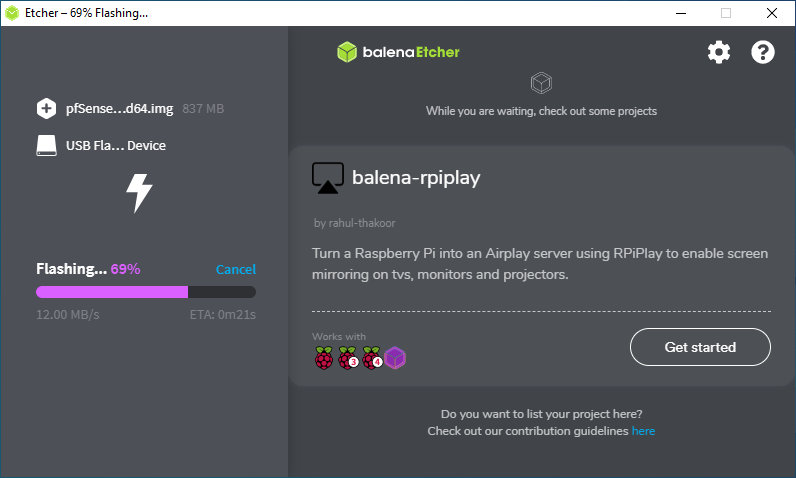 Etcher – 69% Flashing...
balenaEtcher
pfSense...d64.img 837 MB
USB Fla... Device
Flashing... 69% Cancel
12.00 MB/s ETA: 0m21s
While you are waiting, check out some projects
balena-rpiplay
by rahul-thakoor
Turn a Raspberry Pi into an Airplay server using RPiPlay to enable screen
mirroring on tvs, monitors and projectors.
Works with
3 4
Get started
Do you want to list your project here?
Check out our contribution guidelines here